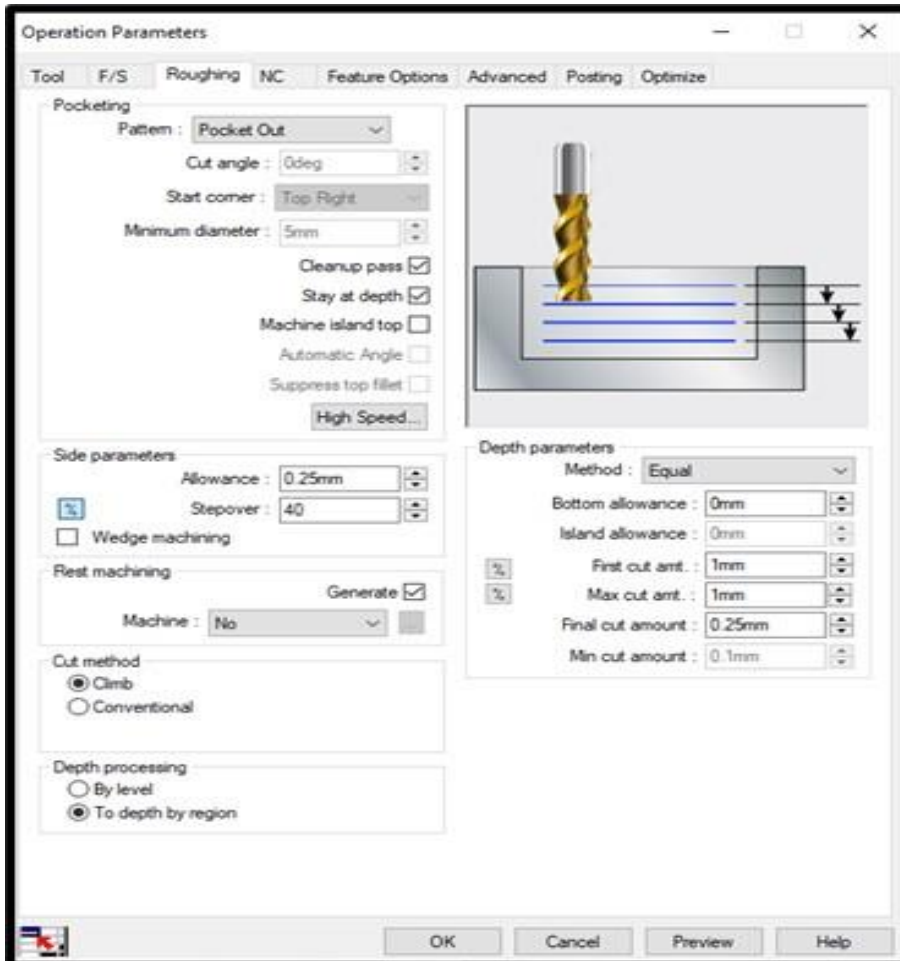 Operation Parameters
Tool F/S Roughing NC Feature Options Advanced Posting Optimize
Pocketing
Pattern : Pocket Out
Cut angle : 0deg
Start corner : Top Right
Minimum diameter : 5mm
Cleanup pass
Stay at depth
Machine island top
Automatic Angle
Suppress top fillet
High Speed...
Side parameters
Allowance : 0.25mm
% Stepover : 40
Wedge machining
Rest machining
Generate
Machine : No ...
Cut method
Climb
Conventional
Depth processing
By level
To depth by region
Depth parameters
Method : Equal
Bottom allowance : 0mm
Island allowance : 0mm
% First cut amt. : 1mm
% Max cut amt. : 1mm
Final cut amount : 0.25mm
Min cut amount : 0.1mm
OK Cancel Preview Help